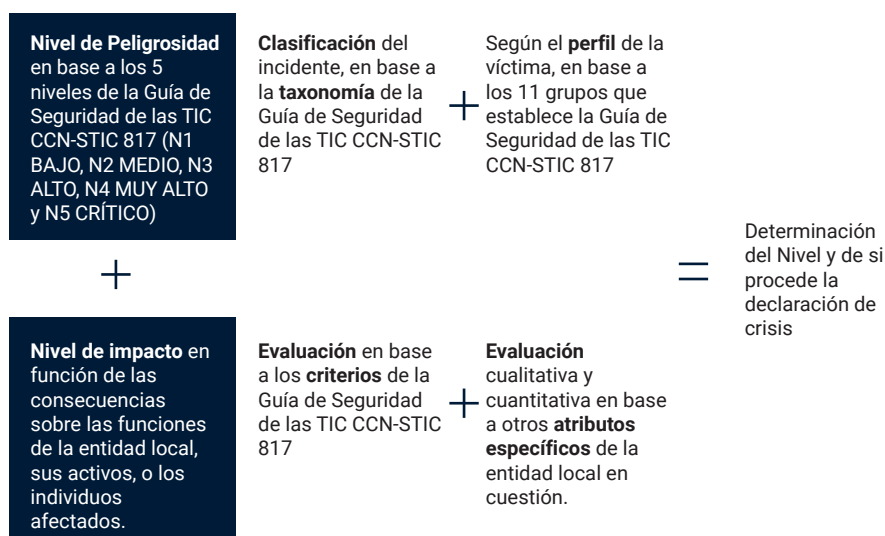 Nivel de Peligrosidad
en base a los 5
niveles de la Guía de
Seguridad de las TIC
CCN-STIC 817 (N1
BAJO, N2 MEDIO, N3
ALTO, N4 MUY ALTO
y N5 CRÍTICO)
Clasificación del
incidente, en base a
la taxonomía de la
Guía de Seguridad
de las TIC CCN-STIC
817
+
Según el perfil de la
víctima, en base a
los 11 grupos que
establece la Guía de
Seguridad de las TIC
CCN-STIC 817
+
Nivel de impacto en
función de las
consecuencias
sobre las funciones
de la entidad local,
sus activos, o los
individuos
afectados.
Evaluación en base
a los criterios de la
Guía de Seguridad
de las TIC CCN-STIC
817
+
Evaluación
cualitativa y
cuantitativa en base
a otros atributos
específicos de la
entidad local en
cuestión.
=
Determinación
del Nivel y de si
procede la
declaración de
crisis